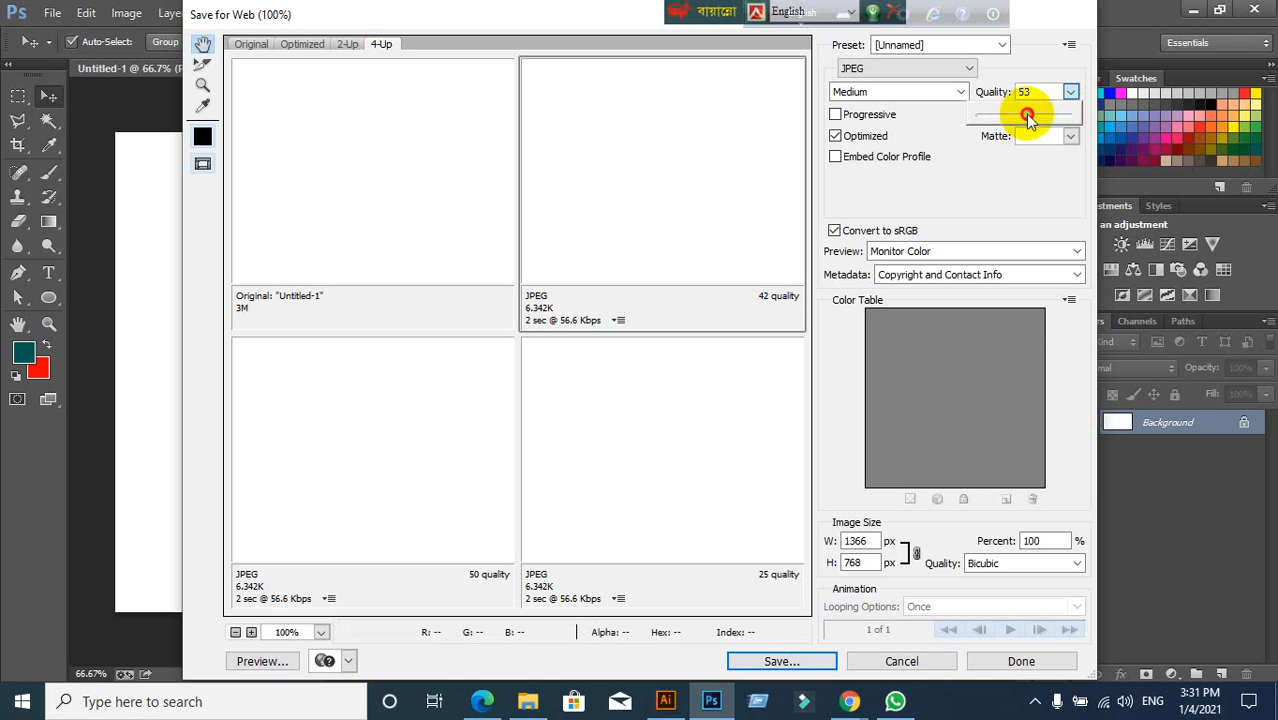 Save for Web (100%)
বায়ান্নো
English
Ps
File
Edit
Image
Auto-Select:
Group
Essentials
Untitled-1 @ 66.7%
Original
Optimized
2-Up
4-Up
Preset:
[Unnamed]
JPEG
Medium
Quality:
53
Progressive
Optimized
Matte:
Embed Color Profile
Convert to sRGB
Preview:
Monitor Color
Metadata:
Copyright and Contact Info
Color Table
Original: "Untitled-1"
3M
JPEG
42 quality
6.342K
2 sec @ 56.6 Kbps
JPEG
50 quality
6.342K
2 sec @ 56.6 Kbps
JPEG
25 quality
6.342K
2 sec @ 56.6 Kbps
Image Size
W:
1366
px
Percent:
100
%
H:
768
px
Quality:
Bicubic
Animation
Looping Options:
Once
1 of 1
100%
R: --
G: --
B: --
Alpha: --
Hex: --
Index: --
Preview...
Save...
Cancel
Done
Swatches
Styles
an adjustment
Channels
Paths
Opacity:
100%
Fill:
100%
Background
66.67%
fx
Type here to search
Ai
Ps
ENG
3:31 PM
1/4/2021